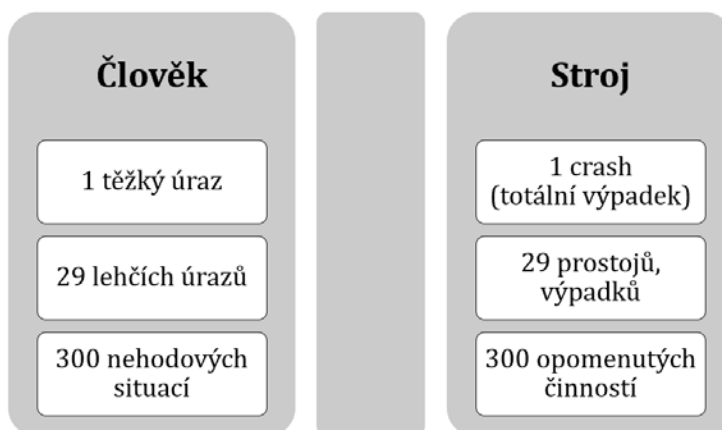 Člověk
1 těžký úraz
29 lehčích úrazů
300 nehodových
situací
Stroj
1 crash
(totální výpadek)
29 prostojů,
výpadků
300 opomenutých
činností